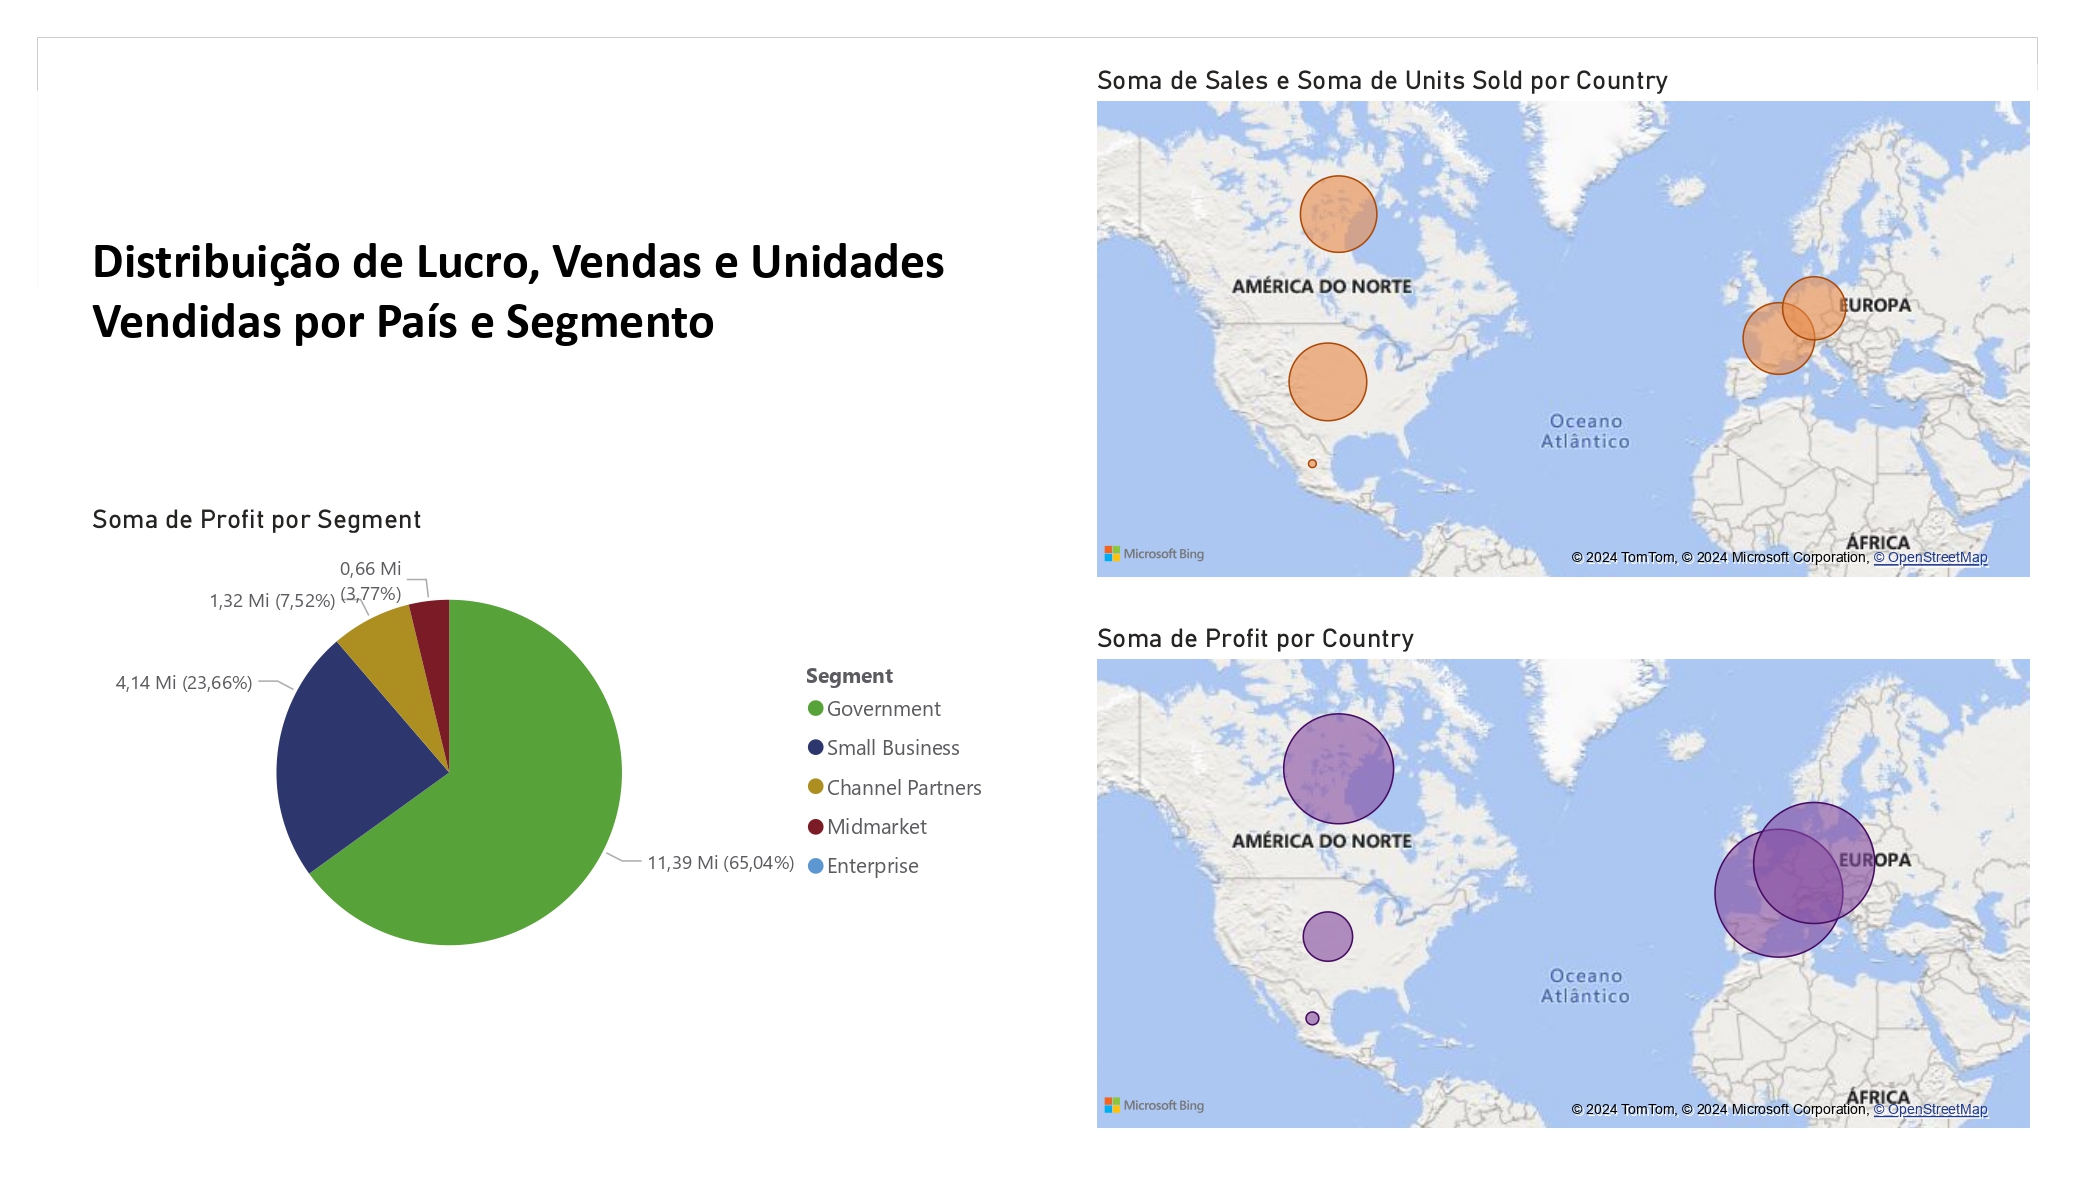 Distribuição de Lucro, Vendas e Unidades
Vendidas por País e Segmento
Soma de Profit por Segment
0,66 Mi
(3,77%)
1,32 Mi (7,52%)
4,14 Mi (23,66%)
11,39 Mi (65,04%)
Segment
Government
Small Business
Channel Partners
Midmarket
Enterprise
Soma de Sales e Soma de Units Sold por Country
AMÉRICA DO NORTE
EUROPA
Oceano
Atlântico
ÁFRICA
Microsoft Bing
© 2024 TomTom, © 2024 Microsoft Corporation, © OpenStreetMap
Soma de Profit por Country
AMÉRICA DO NORTE
EUROPA
Oceano
Atlântico
ÁFRICA
Microsoft Bing
© 2024 TomTom, © 2024 Microsoft Corporation, © OpenStreetMap